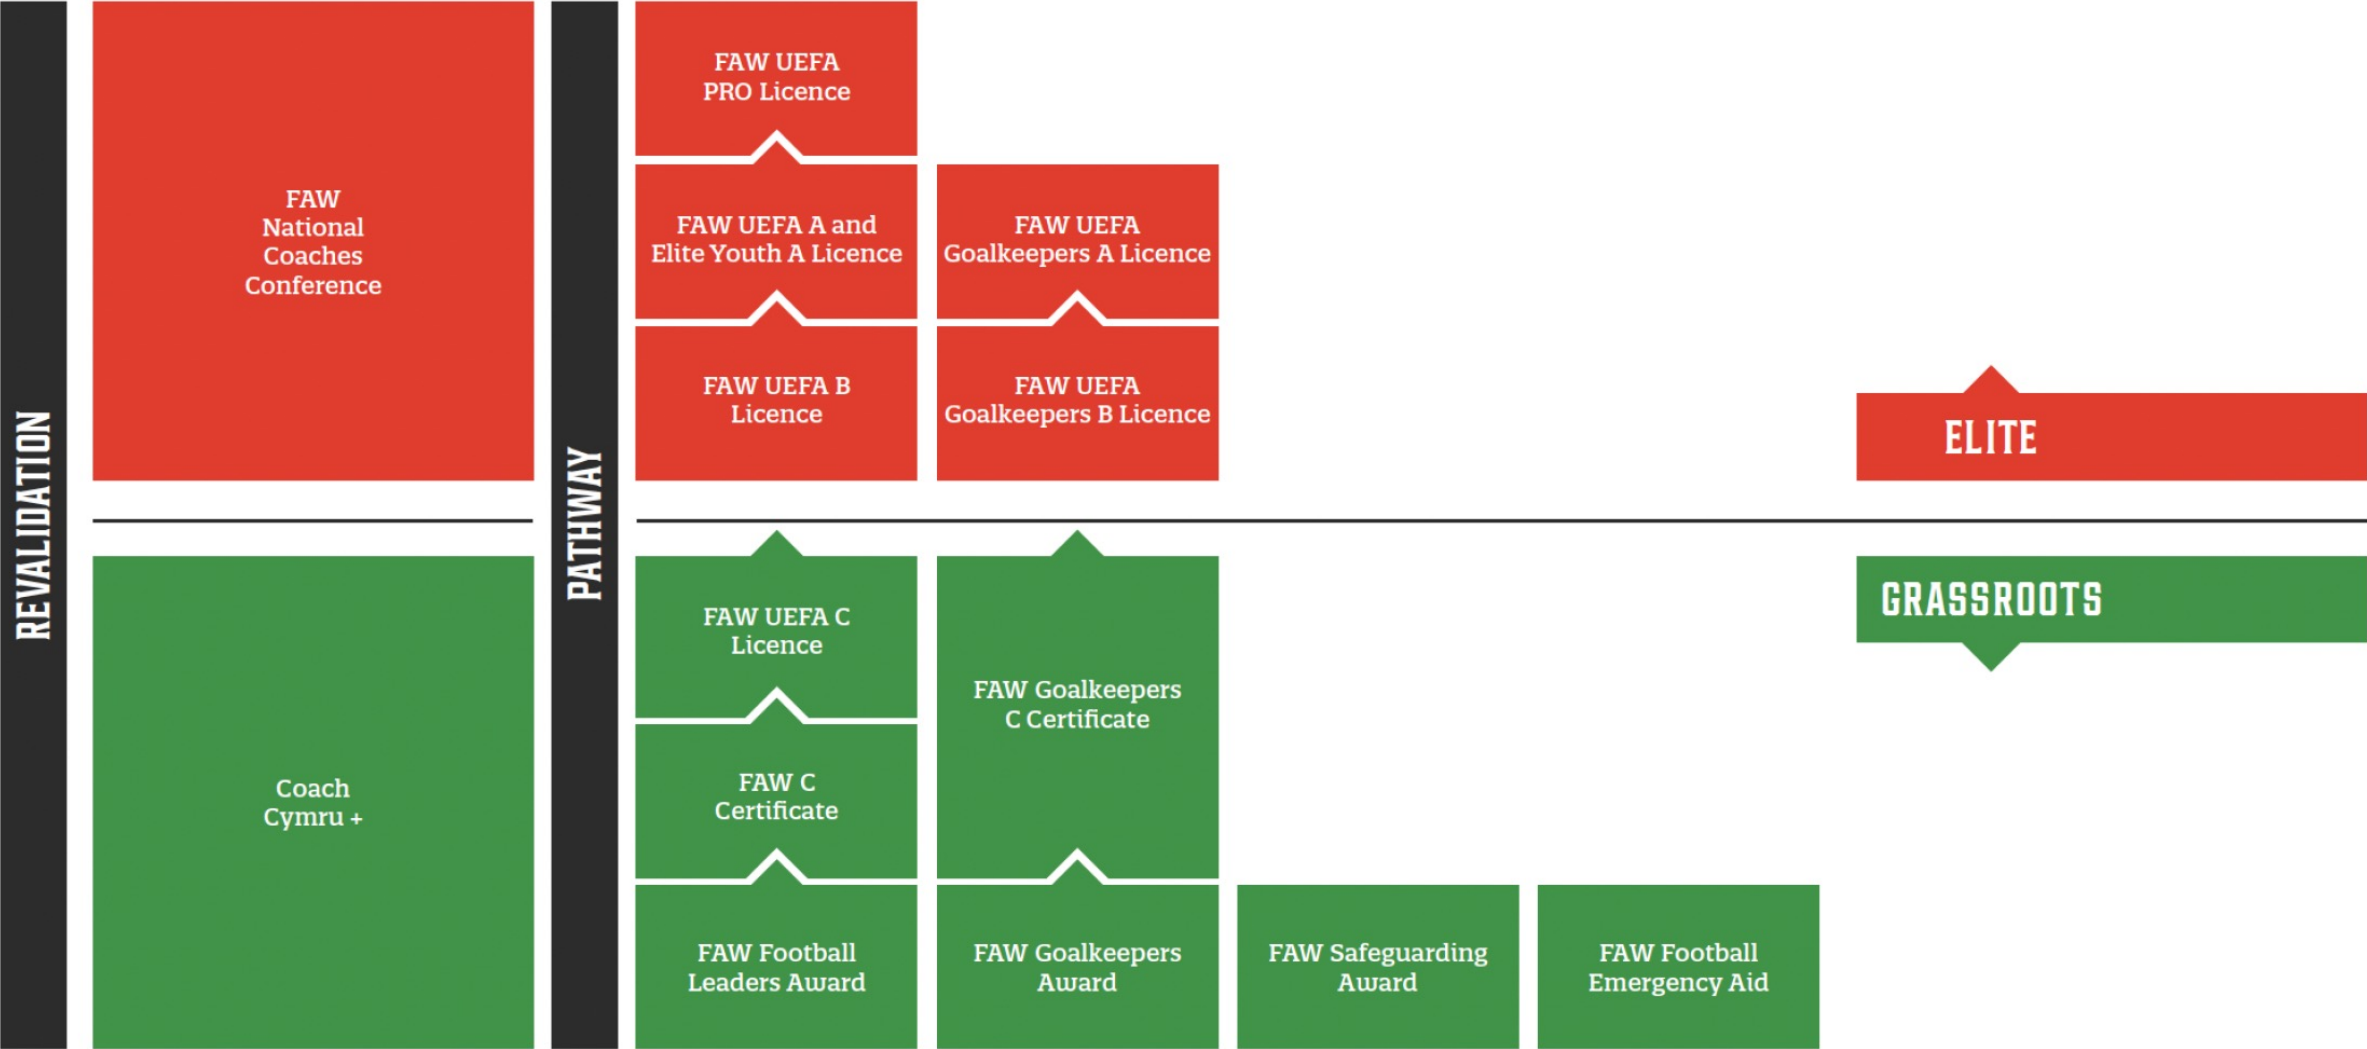 REVALIDATION
FAW
National
Coaches
Conference
Coach
Cymru +
PATHWAY
FAW UEFA
PRO Licence
FAW UEFA A and
Elite Youth A Licence
FAW UEFA
Goalkeepers A Licence
FAW UEFA B
Licence
FAW UEFA
Goalkeepers B Licence
ELITE
GRASSROOTS
FAW UEFA C
Licence
FAW Goalkeepers
C Certificate
FAW C
Certificate
FAW Football
Leaders Award
FAW Goalkeepers
Award
FAW Safeguarding
Award
FAW Football
Emergency Aid